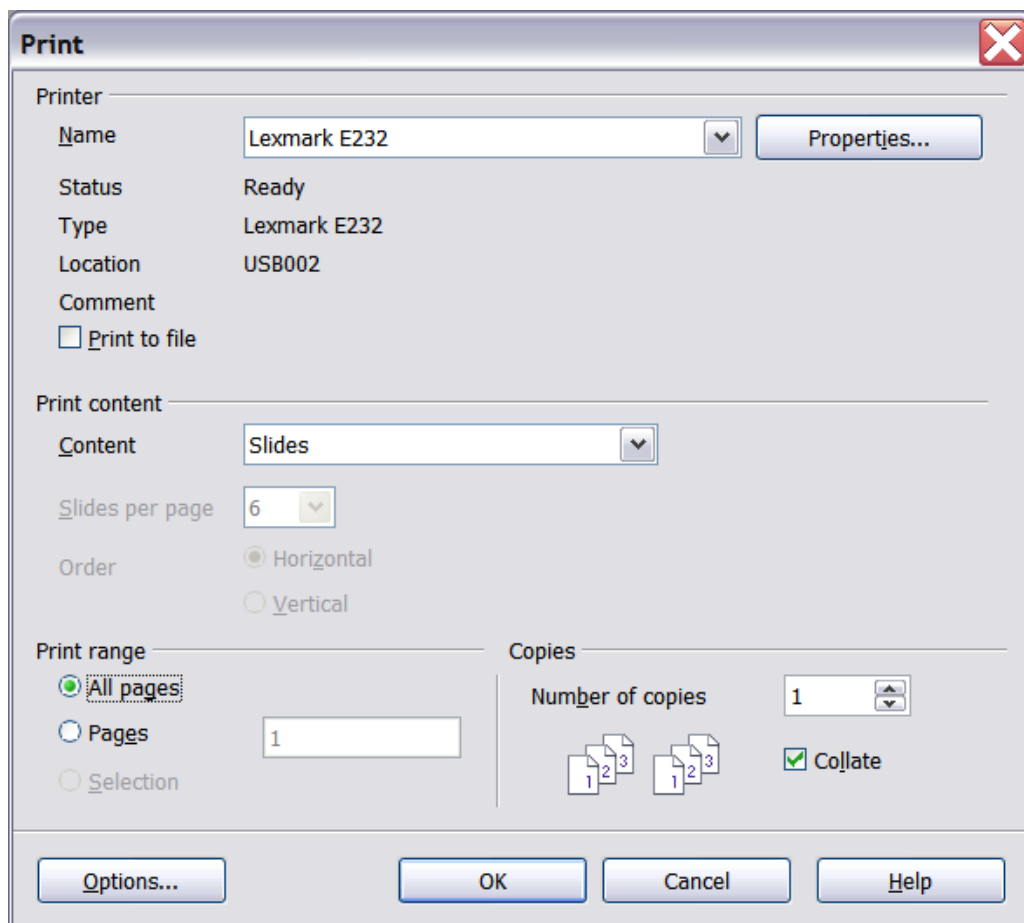 Print
Printer
Name Lexmark E232 Properties...
Status Ready
Type Lexmark E232
Location USB002
Comment
Print to file
Print content
Content Slides
Slides per page 6
Order Horizontal
Vertical
Print range Copies
All pages Number of copies 1
Pages 1
1 2 3 1 2 3 Collate
Selection
Options... OK Cancel Help